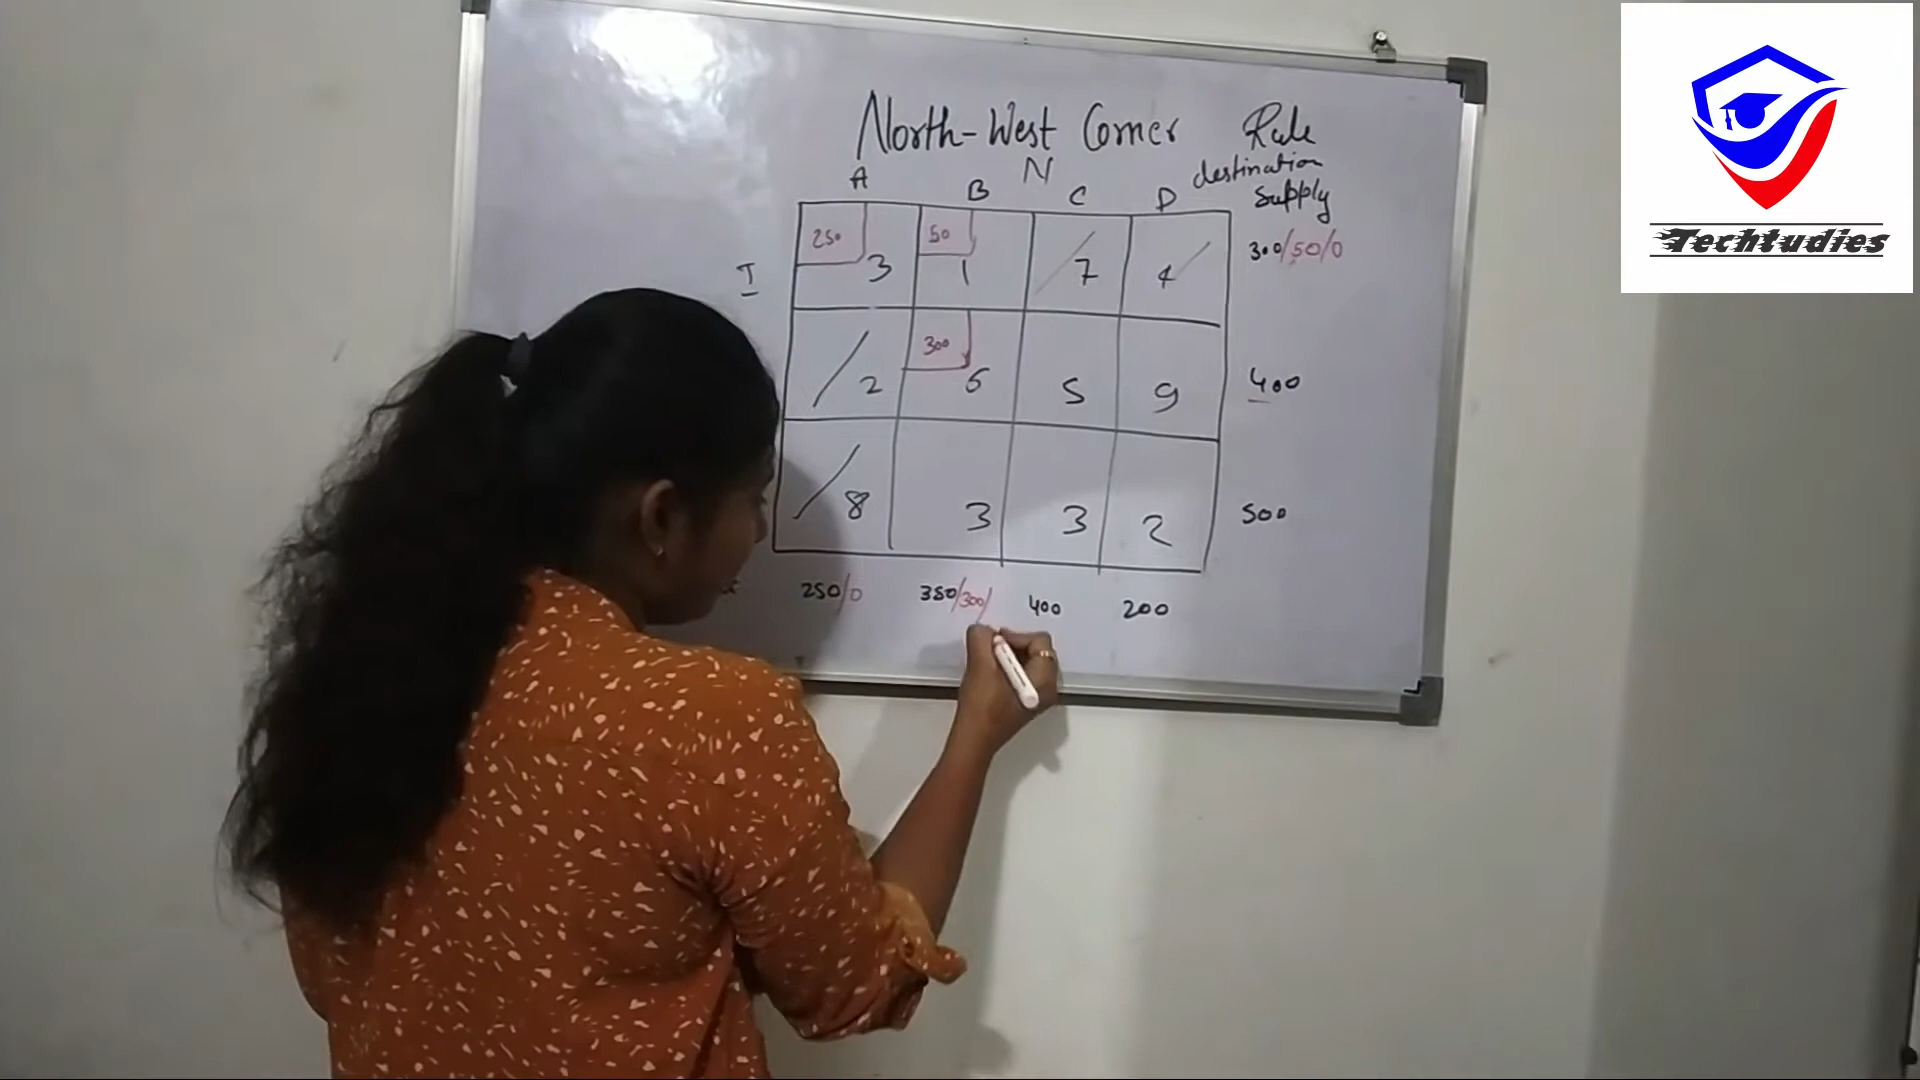 North-West Corner Rule
N destination
A B C D Supply
250 3 50 1 7 4 300/50/0
I
2 300 6 5 9 400
8 3 3 2 500
250/0 350/300/ 400 200
Techtudies